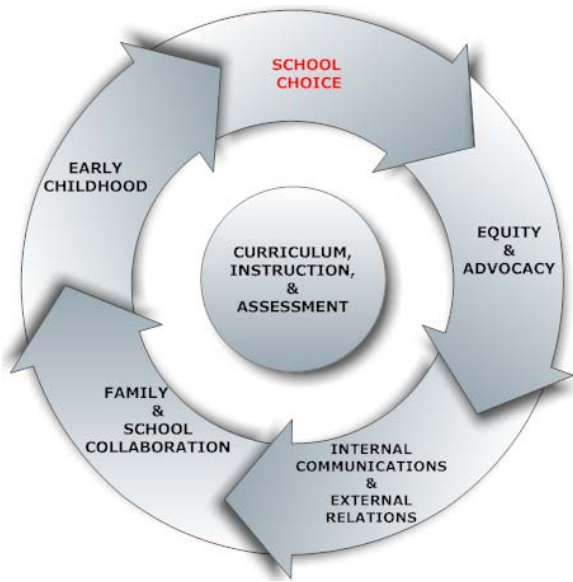 SCHOOL
CHOICE
EQUITY
&
ADVOCACY
INTERNAL
COMMUNICATIONS
&
EXTERNAL
RELATIONS
FAMILY
&
SCHOOL
COLLABORATION
EARLY
CHILDHOOD
CURRICULUM,
INSTRUCTION,
&
ASSESSMENT